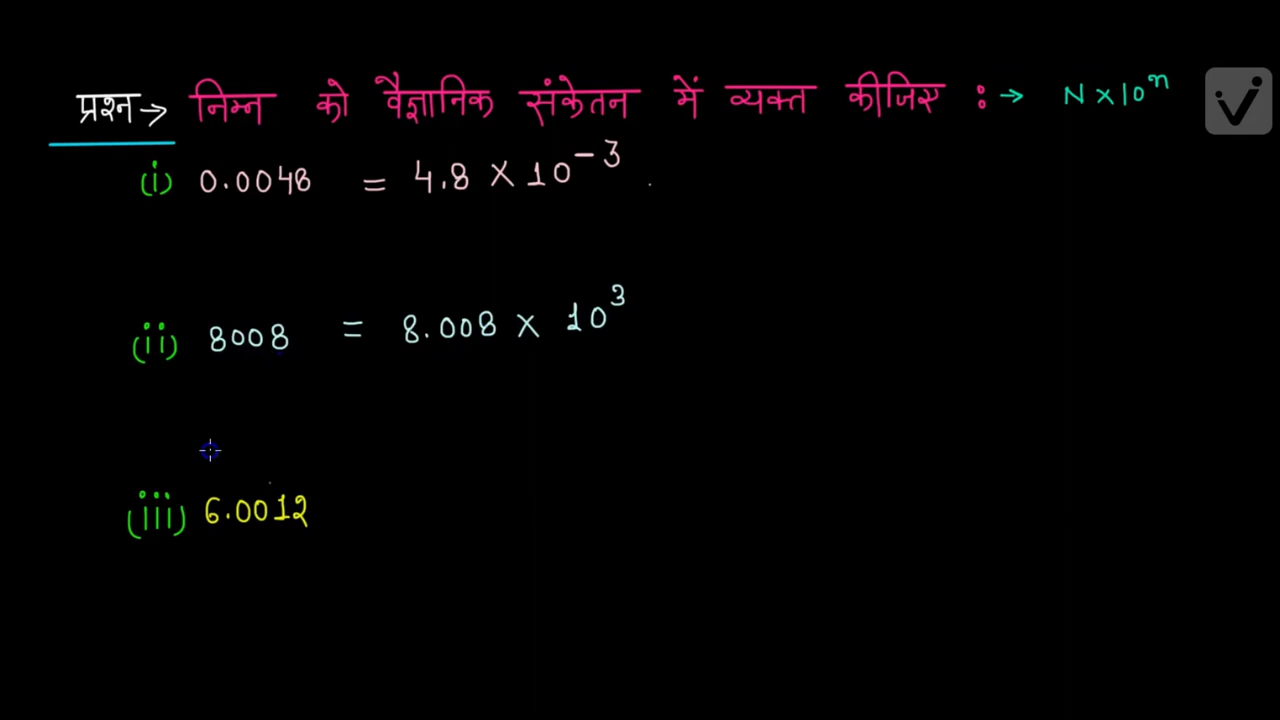 प्रश्न → निम्न को वैज्ञानिक संकेतन में व्यक्त कीजिए : → N × 10ⁿ
(i) 0.0048 = 4.8 × 10⁻³
(ii) 8008 = 8.008 × 10³
(iii) 6.0012